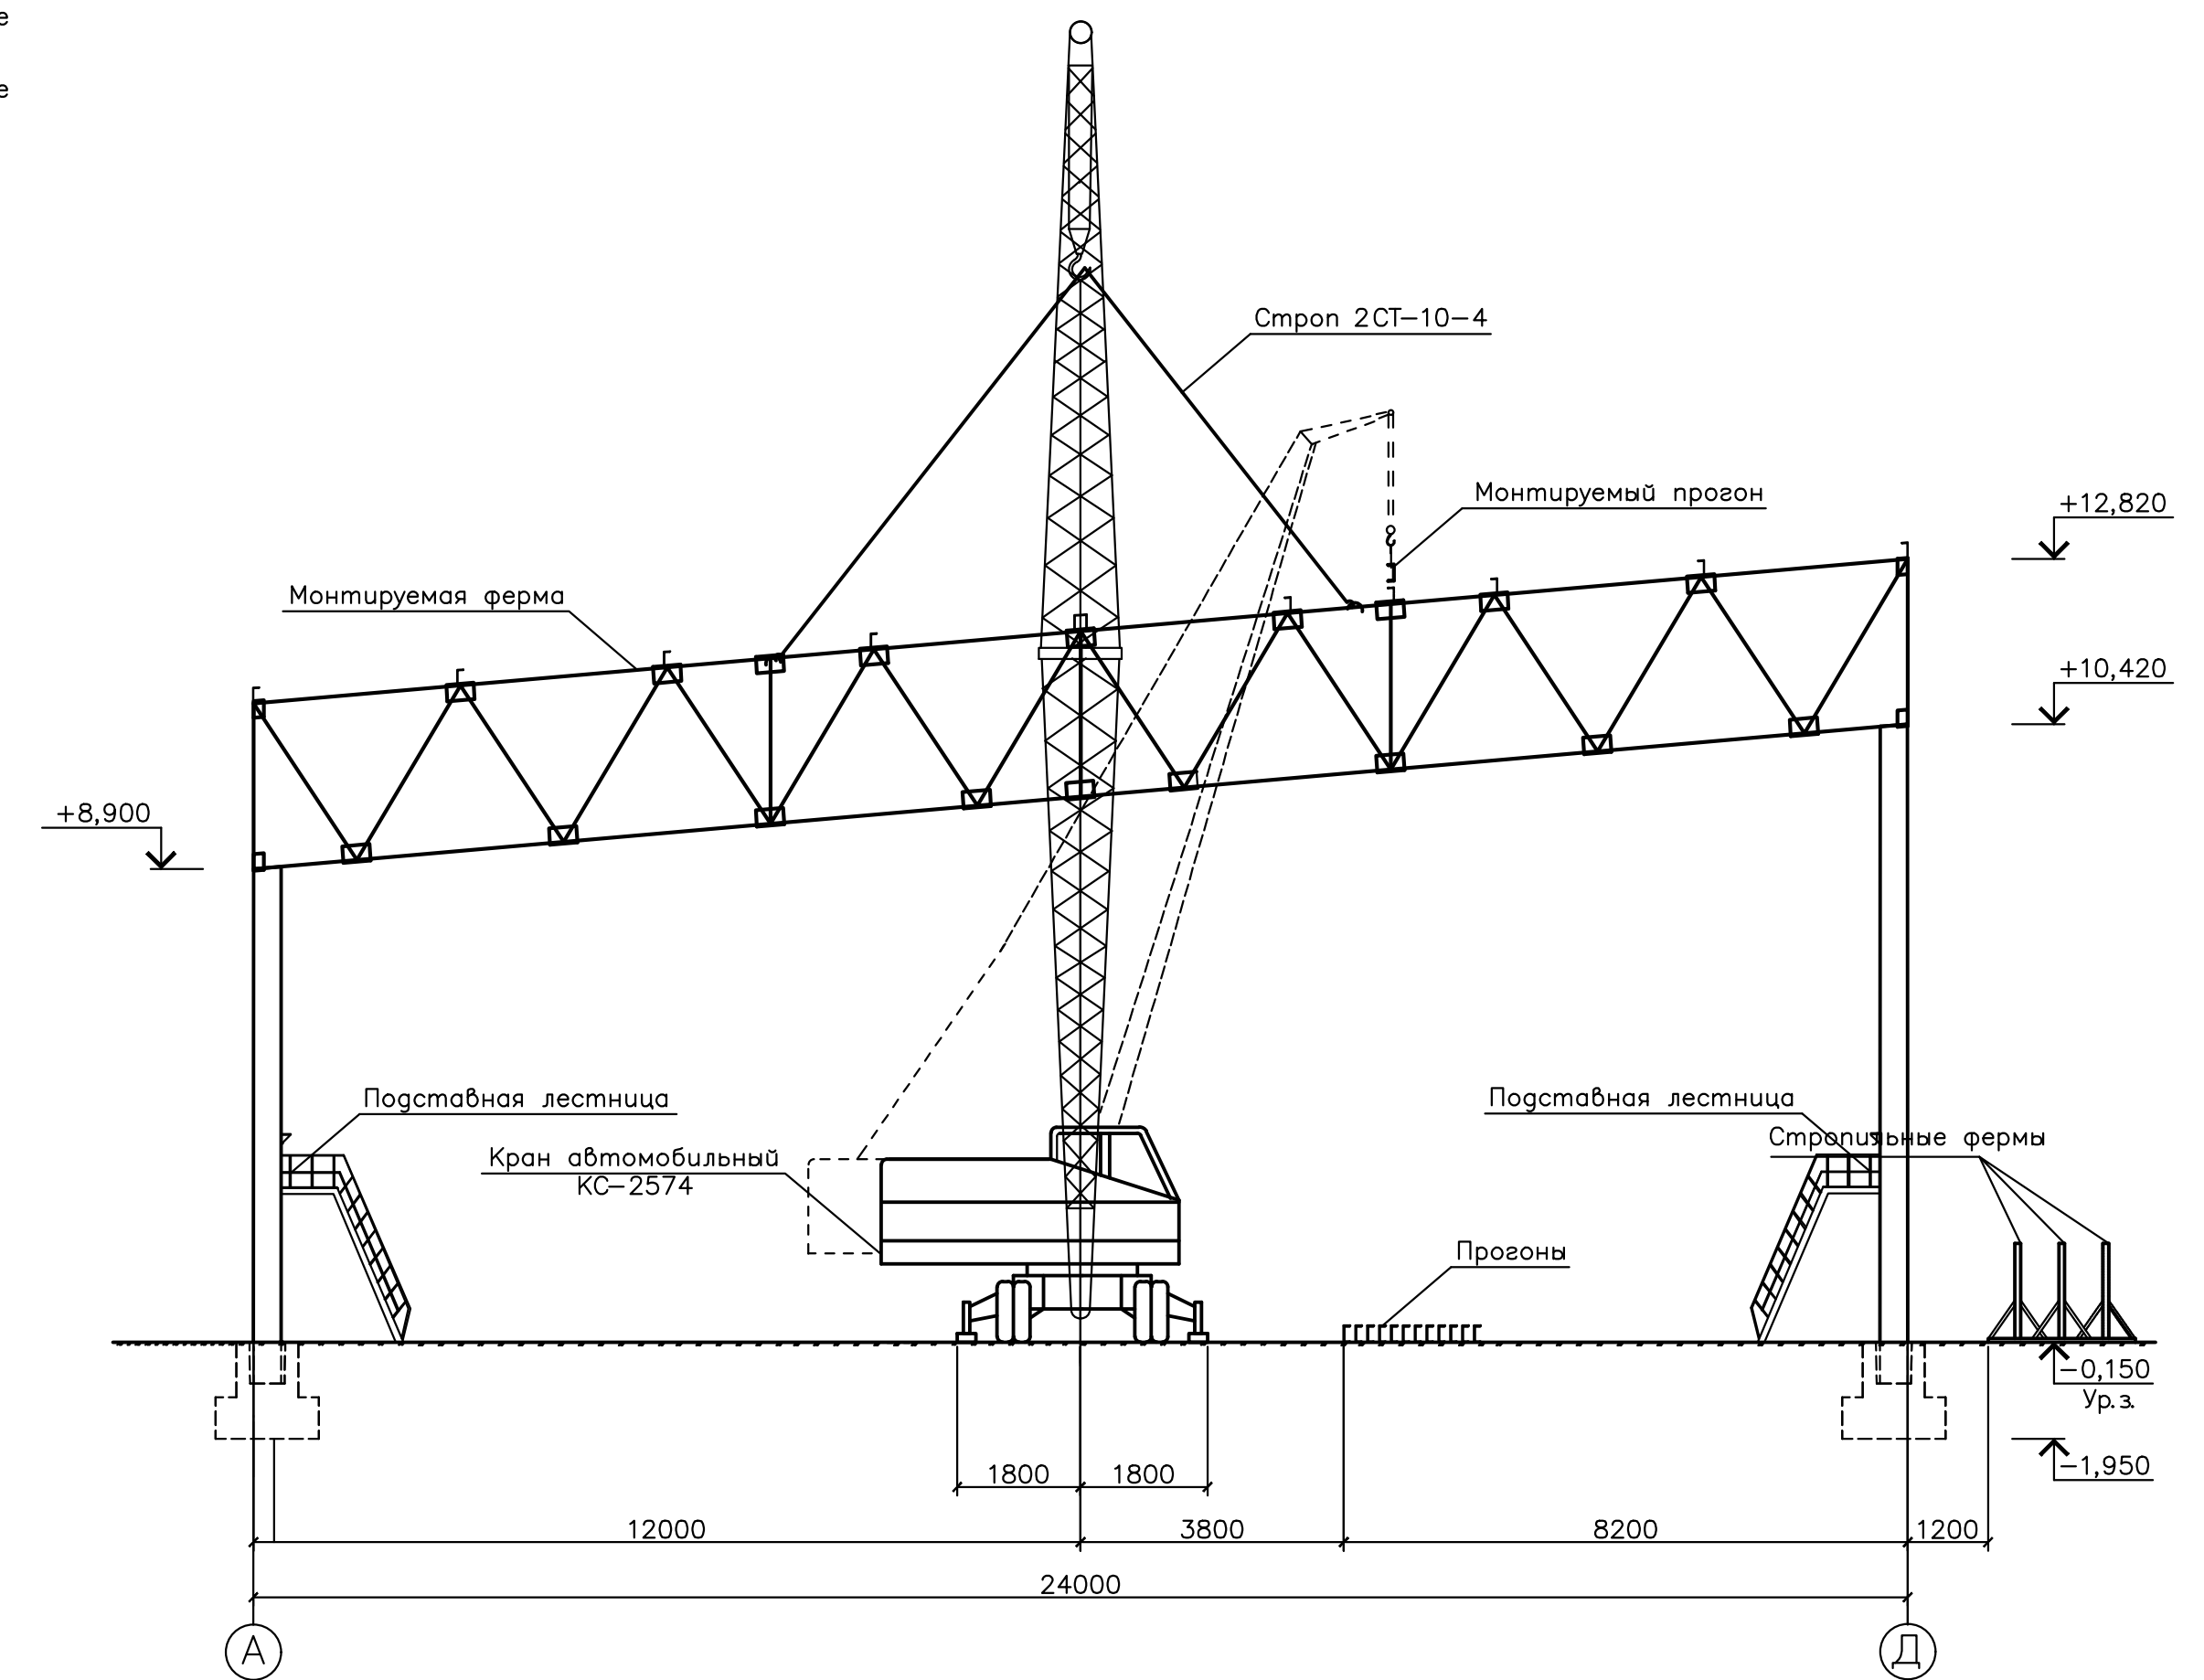 е
е
Строп 2СТ-10-4
Монтируемый прогон
+12,820
Монтируемая ферма
+10,420
+8,900
Подставная лестница
Подставная лестница
Стропильные фермы
Кран автомобильный
КС-2574
Прогоны
-0,150
Ур.з.
-1,950
1800
1800
12000
3800
8200
1200
24000
А
Д